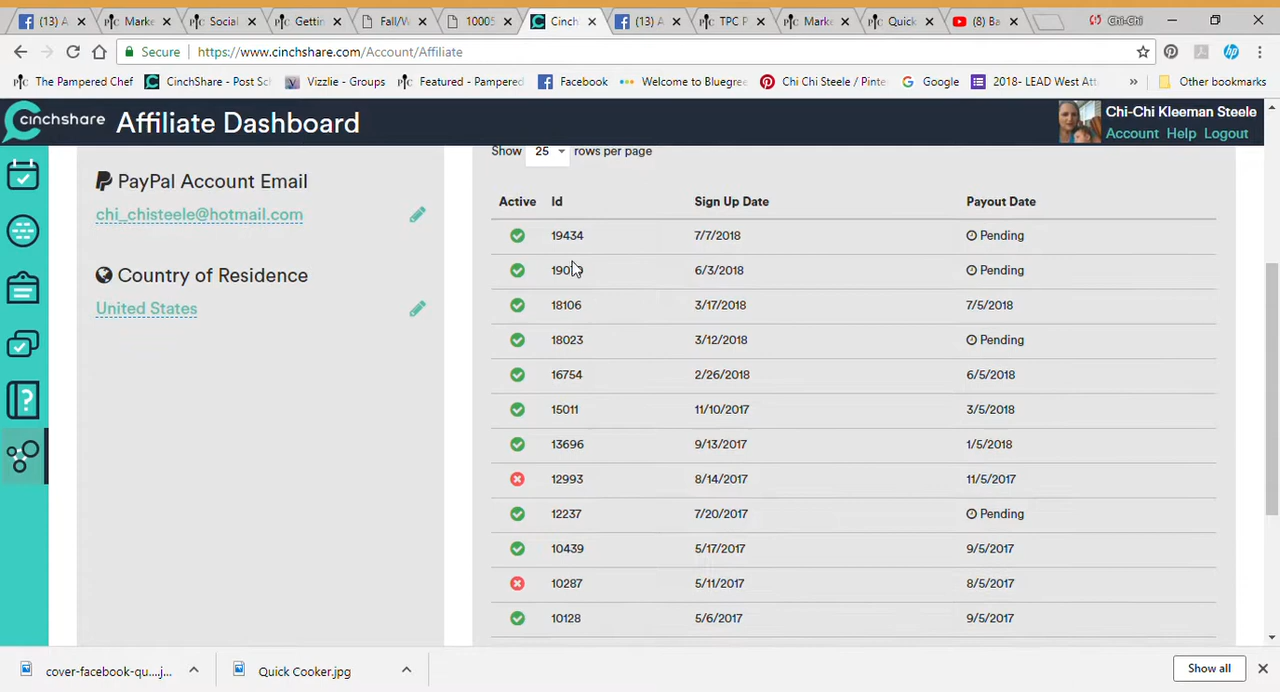 (13) A
Marke
Social
Gettin
Fall/W
10005
Cinch
(13) A
TPC P
Marke
Quick
(8) Ba
Chi-Chi
Secure https://www.cinchshare.com/Account/Affiliate
The Pampered Chef CinchShare - Post Sch Vizzlie - Groups Featured - Pampered Facebook Welcome to Bluegre Chi Chi Steele / Pinte Google 2018- LEAD West Att » Other bookmarks
cinchshare Affiliate Dashboard
Chi-Chi Kleeman Steele
Account Help Logout
PayPal Account Email
chi_chisteele@hotmail.com
Country of Residence
United States
Show 25 rows per page
Active Id Sign Up Date Payout Date
19434 7/7/2018 Pending
6/3/2018 Pending
18106 3/17/2018 7/5/2018
18023 3/12/2018 Pending
16754 2/26/2018 6/5/2018
15011 11/10/2017 3/5/2018
13696 9/13/2017 1/5/2018
12993 8/14/2017 11/5/2017
12237 7/20/2017 Pending
10439 5/17/2017 9/5/2017
10287 5/11/2017 8/5/2017
10128 5/6/2017 9/5/2017
cover-facebook-qu....j...
Quick Cooker.jpg
Show all